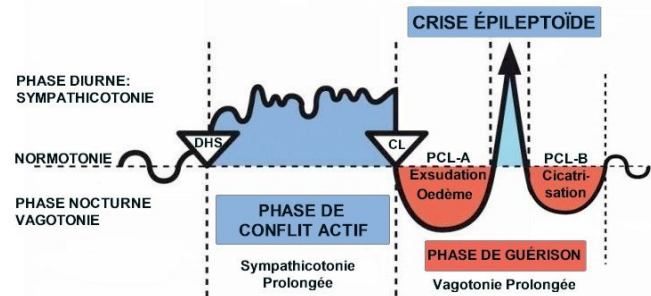 CRISE ÉPILEPTOÏDE
PHASE DIURNE:
SYMPATHICOTONIE
DHS
CL
NORMOTONIE
PCL-A
Exsudation
Oedème
PCL-B
Cicatri-
sation
PHASE NOCTURNE
VAGOTONIE
PHASE DE
CONFLIT ACTIF
PHASE DE GUÉRISON
Sympathicotonie
Prolongée
Vagotonie Prolongée